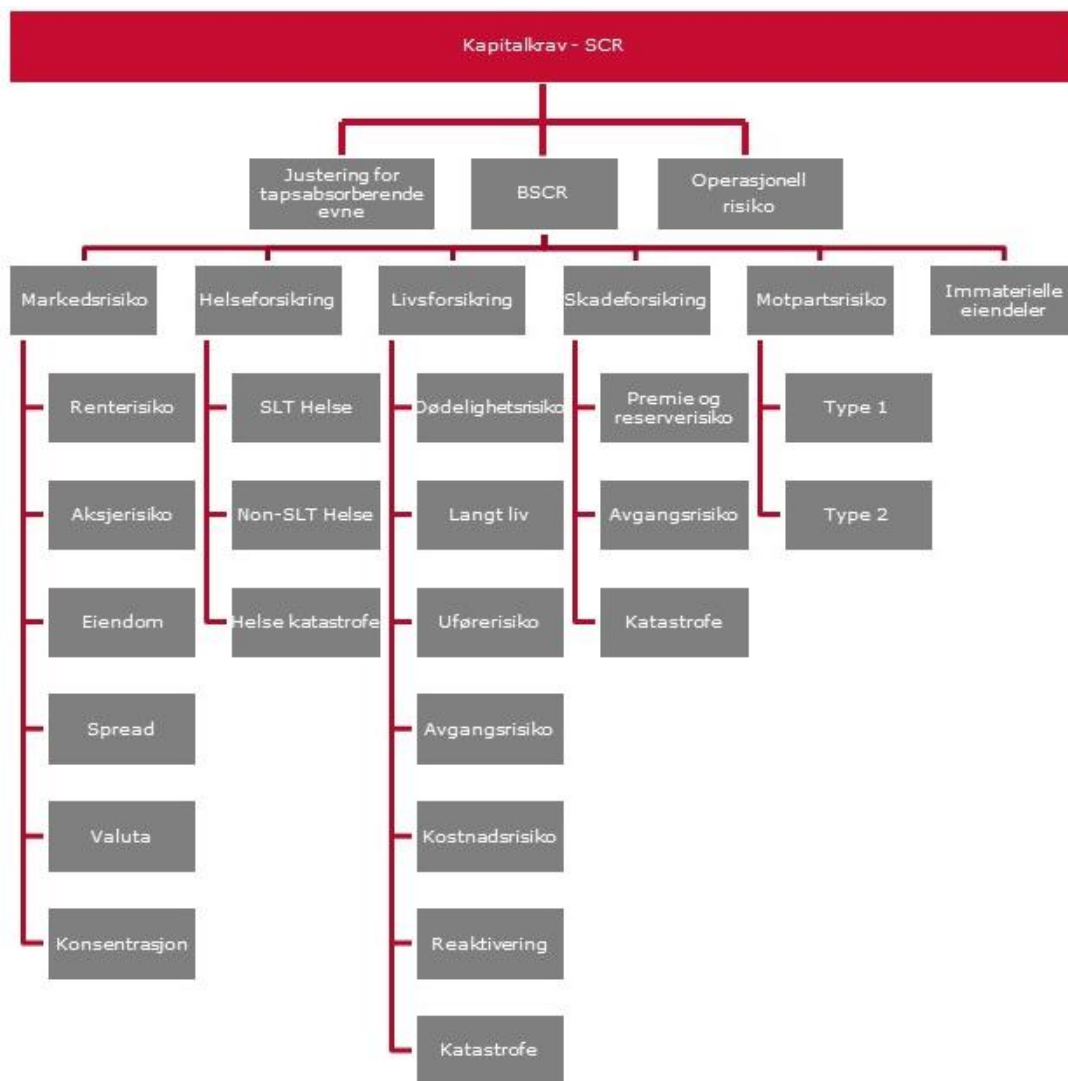 Kapitalkrav - SCR
Justering for
tapsabsorberende
evne
BSCR
Operasjonell
risiko
Markedsrisiko
Helseforsikring
Livsforsikring
Skadeforsikring
Motpartsrisiko
Immaterielle
eiendeler
Renterisiko
Aksjerisiko
Eiendom
Spread
Valuta
Konsentrasjon
SLT Helse
Non-SLT Helse
Helse katastrofe
Dødelighetsrisiko
Langt liv
Uførerisiko
Avgangsrisiko
Kostnadsrisiko
Reaktivering
Katastrofe
Premie og
reserverisiko
Avgangsrisiko
Katastrofe
Type 1
Type 2